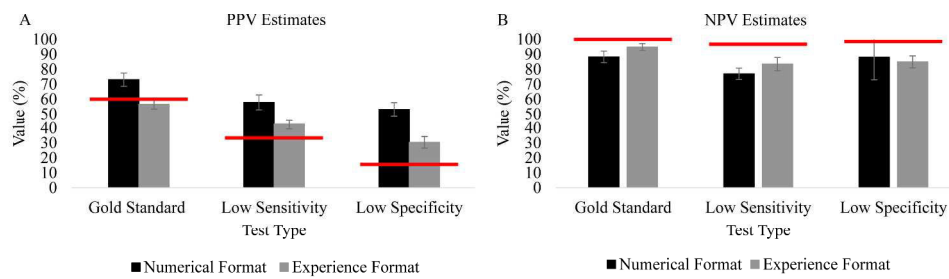 A
PPV Estimates
Value (%)
100
90
80
70
60
50
40
30
20
10
0
Gold Standard Low Sensitivity Low Specificity
Test Type
Numerical Format Experience Format
B
NPV Estimates
Value (%)
100
90
80
70
60
50
40
30
20
10
0
Gold Standard Low Sensitivity Low Specificity
Test Type
Numerical Format Experience Format